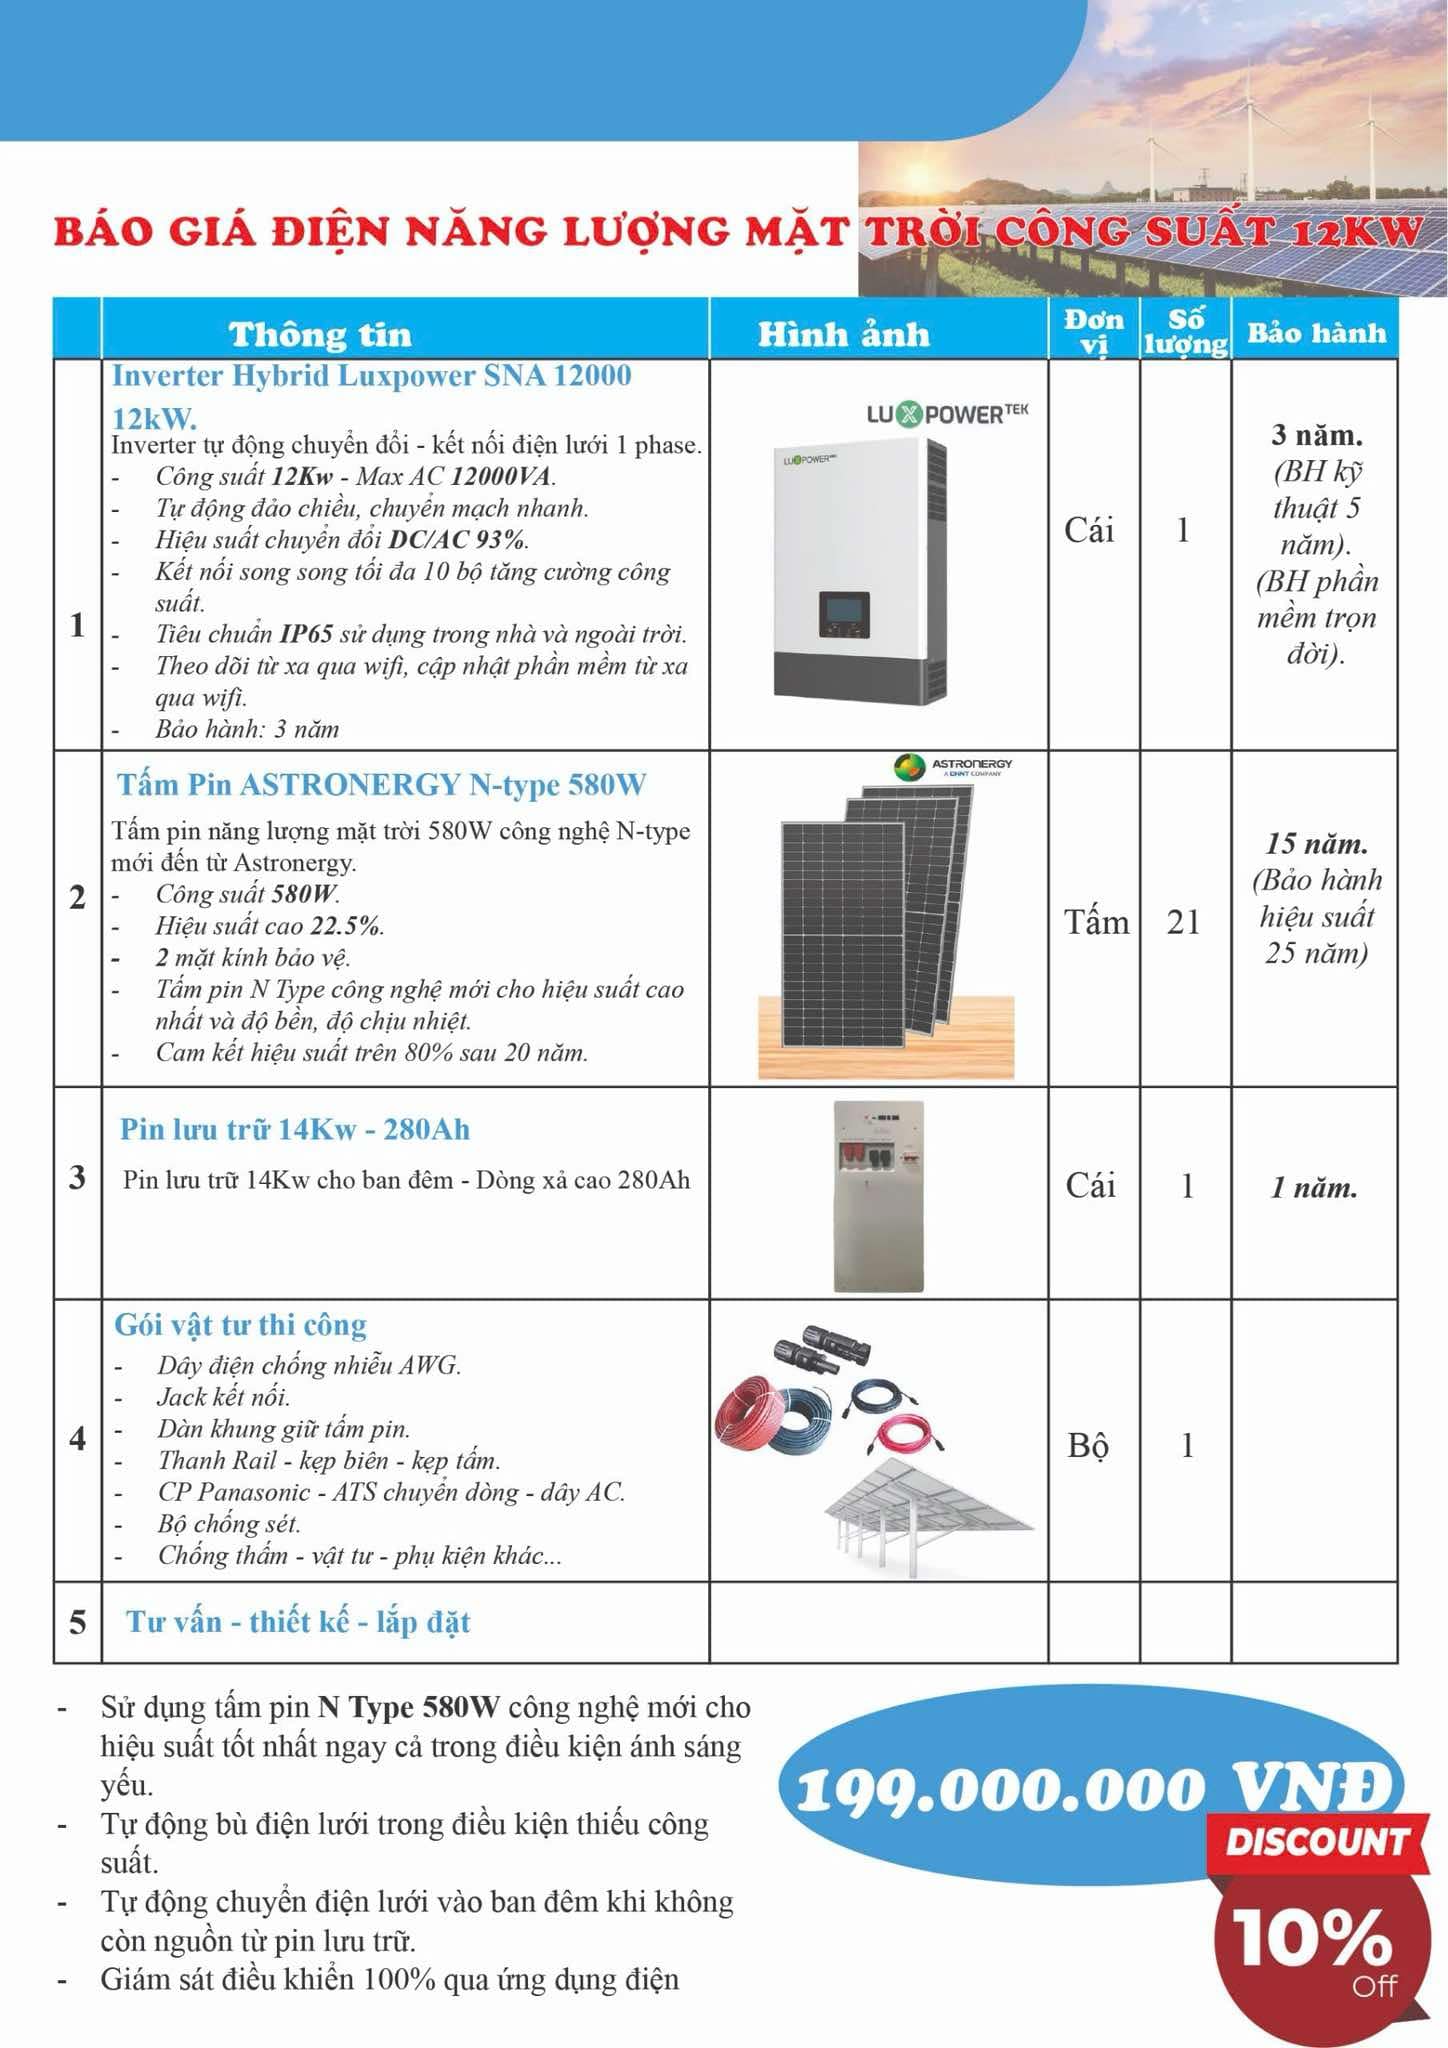 BÁO GIÁ ĐIỆN NĂNG LƯỢNG MẶT TRỜI CÔNG SUẤT 12KW
Thông tin
Hình ảnh
Đơn vị
Số lượng
Bảo hành
1
Inverter Hybrid Luxpower SNA 12000
12kW.
Inverter tự động chuyển đổi - kết nối điện lưới 1 phase.
- Công suất 12Kw - Max AC 12000VA.
- Tự động đảo chiều, chuyển mạch nhanh.
- Hiệu suất chuyển đổi DC/AC 93%.
- Kết nối song song tối đa 10 bộ tăng cường công
suất.
- Tiêu chuẩn IP65 sử dụng trong nhà và ngoài trời.
- Theo dõi từ xa qua wifi, cập nhật phần mềm từ xa
qua wifi.
- Bảo hành: 3 năm
LUXPOWERTEK
LUXPOWER
Cái
1
3 năm.
(BH kỹ
thuật 5
năm).
(BH phần
mềm trọn
đời).
2
Tấm Pin ASTRONERGY N-type 580W
Tấm pin năng lượng mặt trời 580W công nghệ N-type
mới đến từ Astronergy.
- Công suất 580W.
- Hiệu suất cao 22.5%.
- 2 mặt kính bảo vệ.
- Tấm pin N Type công nghệ mới cho hiệu suất cao
nhất và độ bền, độ chịu nhiệt.
- Cam kết hiệu suất trên 80% sau 20 năm.
ASTRONERGY
A CHNT COMPANY
Tấm
21
15 năm.
(Bảo hành
hiệu suất
25 năm)
3
Pin lưu trữ 14Kw - 280Ah
Pin lưu trữ 14Kw cho ban đêm - Dòng xả cao 280Ah
Cái
1
1 năm.
4
Gói vật tư thi công
- Dây điện chống nhiễu AWG.
- Jack kết nối.
- Dàn khung giữ tấm pin.
- Thanh Rail - kẹp biên - kẹp tấm.
- CP Panasonic - ATS chuyển dòng - dây AC.
- Bộ chống sét.
- Chống thấm - vật tư - phụ kiện khác...
Bộ
1
5
Tư vấn - thiết kế - lắp đặt
- Sử dụng tấm pin N Type 580W công nghệ mới cho
hiệu suất tốt nhất ngay cả trong điều kiện ánh sáng
yếu.
- Tự động bù điện lưới trong điều kiện thiếu công
suất.
- Tự động chuyển điện lưới vào ban đêm khi không
còn nguồn từ pin lưu trữ.
- Giám sát điều khiển 100% qua ứng dụng điện
199.000.000 VNĐ
DISCOUNT
10%
Off